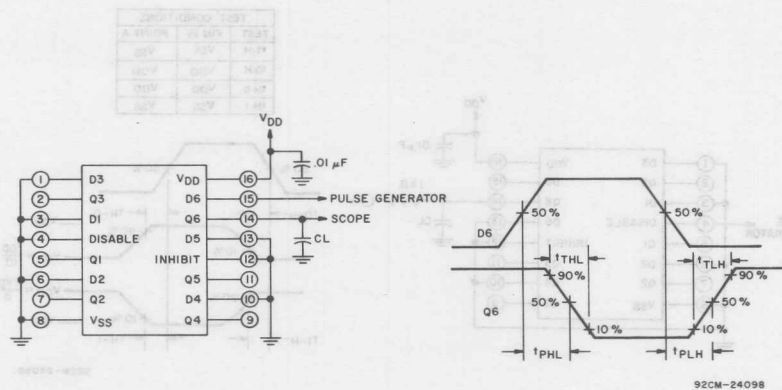 VDD
.01 µF
1 D3
2 Q3
3 D1
4 DISABLE
5 Q1
6 D2
7 Q2
8 VSS
VDD 16
D6 15 PULSE GENERATOR
Q6 14 SCOPE
D5 13
CL
INHIBIT 12
Q5 11
D4 10
Q4 9
50% 50%
D6
tTHL tTLH
90% 90%
50% 50%
Q6
10% 10%
tPHL tPLH
92CM-24098